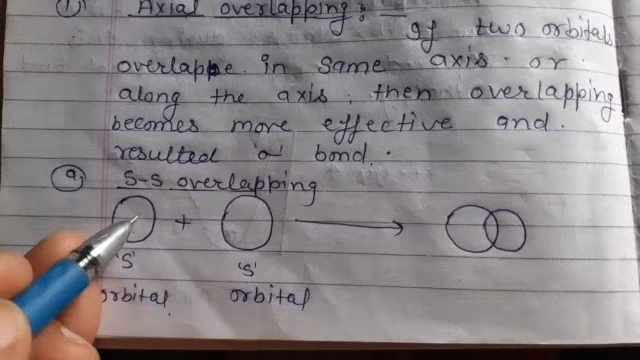 (1) Axial overlapping : If two orbitals
overlappe in same axis or
along the axis, then overlapping
becomes more effective and
resulted 'σ' bond.
(a) S-S overlapping
+
'S' 'S'
orbital orbital